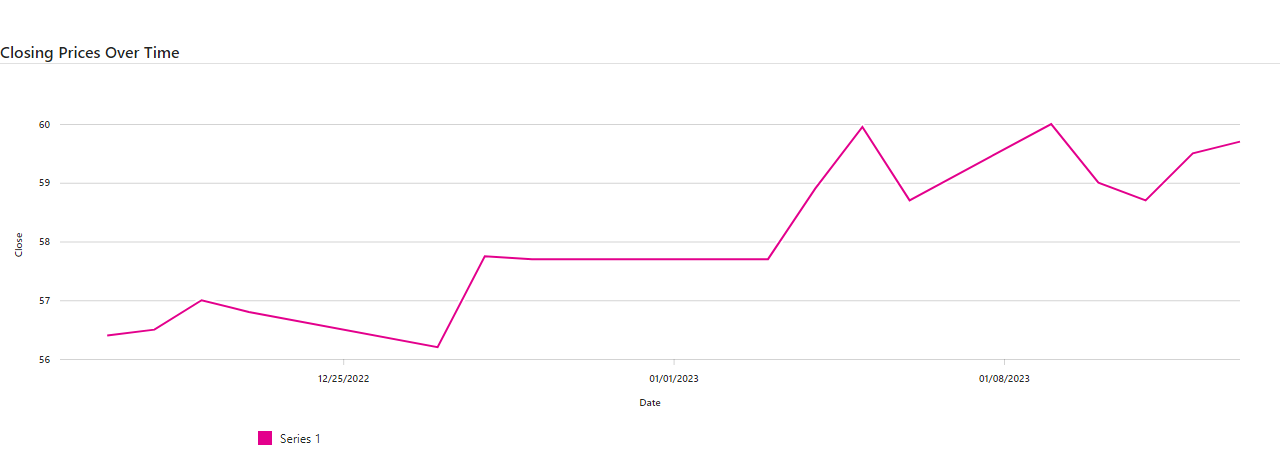 Closing Prices Over Time
60
59
58
57
56
Close
12/25/2022 01/01/2023 01/08/2023
Date
Series 1